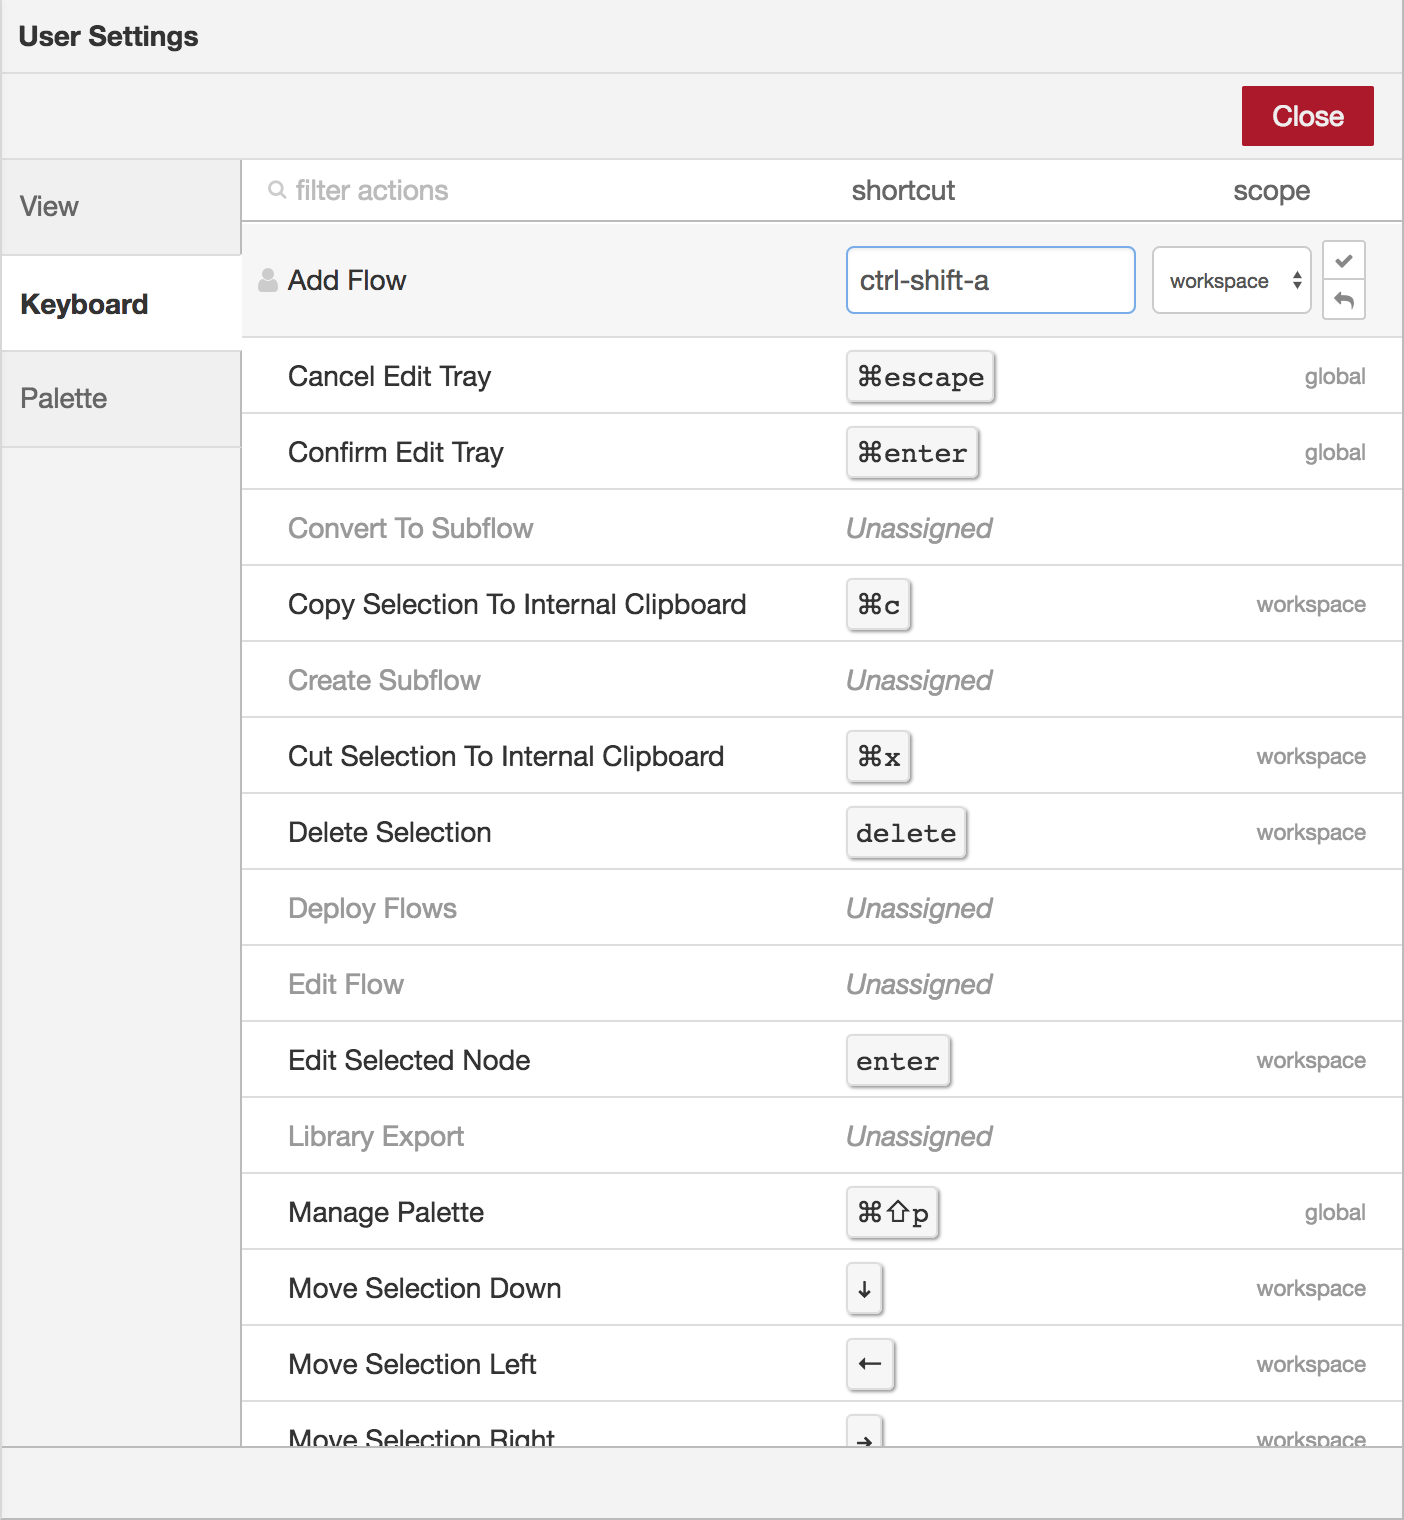 User Settings
Close
View
Keyboard
Palette
filter actions shortcut scope
Add Flow ctrl-shift-a workspace
Cancel Edit Tray ⌘escape global
Confirm Edit Tray ⌘enter global
Convert To Subflow Unassigned
Copy Selection To Internal Clipboard ⌘c workspace
Create Subflow Unassigned
Cut Selection To Internal Clipboard ⌘x workspace
Delete Selection delete workspace
Deploy Flows Unassigned
Edit Flow Unassigned
Edit Selected Node enter workspace
Library Export Unassigned
Manage Palette ⌘⇧p global
Move Selection Down ↓ workspace
Move Selection Left ← workspace
Move Selection Right → workspace